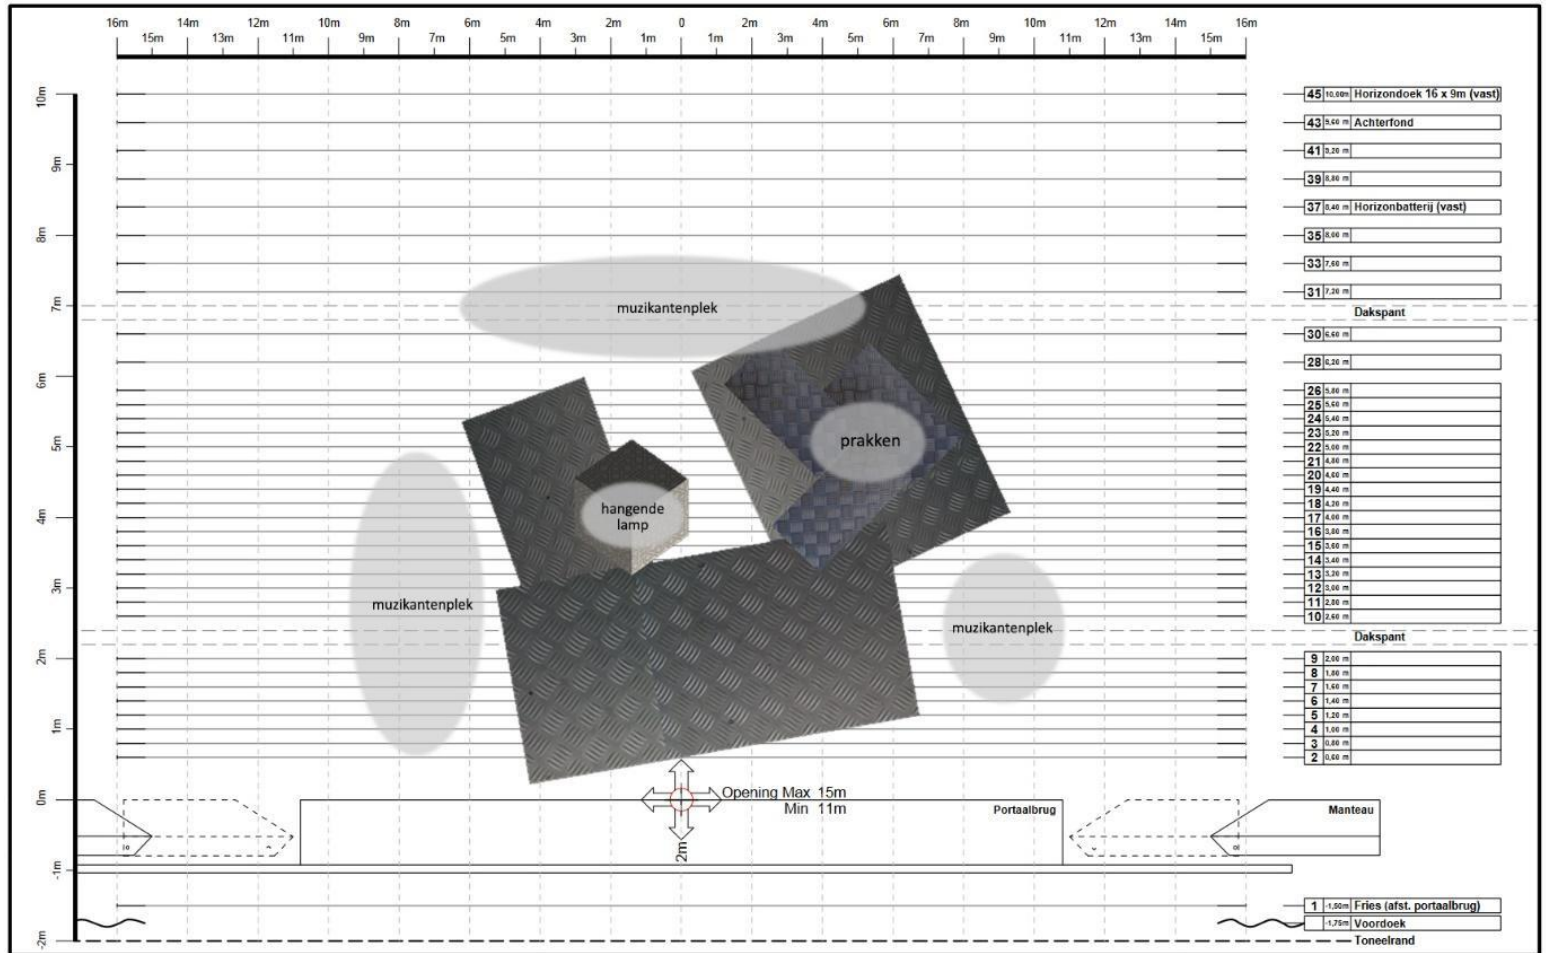 16m 14m 12m 10m 8m 6m 4m 2m 0 2m 4m 6m 8m 10m 12m 14m 16m
15m 13m 11m 9m 7m 5m 3m 1m 1m 3m 5m 7m 9m 11m 13m 15m
10m
9m
8m
7m
6m
5m
4m
3m
2m
1m
0m
-1m
-2m
45 10,00m Horizondoek 16 x 9m (vast)
43 9,60 m Achterfond
41 9,20 m
39 8,80 m
37 8,40 m Horizonbatterij (vast)
35 8,00 m
33 7,60 m
31 7,20 m
Dakspant
30 6,60 m
28 6,20 m
26 5,80 m
25 5,60 m
24 5,40 m
23 5,20 m
22 5,00 m
21 4,80 m
20 4,60 m
19 4,40 m
18 4,20 m
17 4,00 m
16 3,80 m
15 3,60 m
14 3,40 m
13 3,20 m
12 3,00 m
11 2,80 m
10 2,60 m
Dakspant
9 2,00 m
8 1,80 m
7 1,60 m
6 1,40 m
5 1,20 m
4 1,00 m
3 0,80 m
2 0,60 m
muzikantenplek
prakken
hangende
lamp
muzikantenplek
muzikantenplek
Opening Max 15m
Min 11m
2m
Portaalbrug
Manteau
1 -1,50m Fries (afst. portaalbrug)
-1,75m Voordoek
Toneelrand